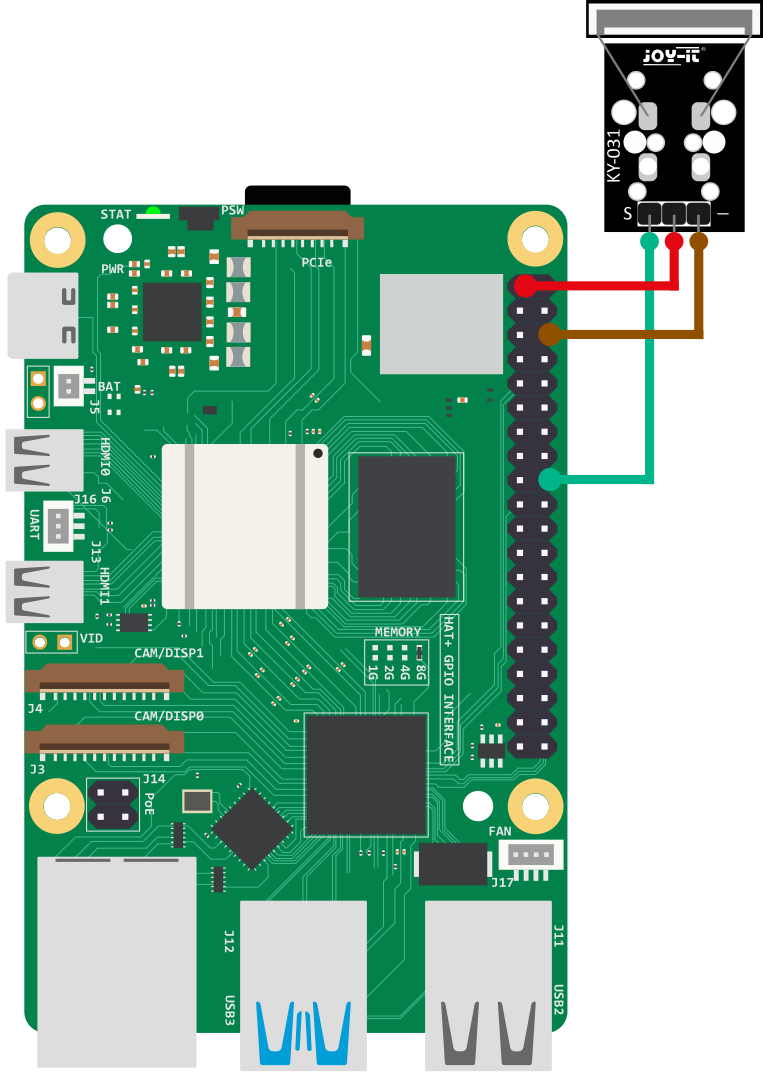 JOY-iT®
KY-031
S
−
STAT
PSW
PCIe
PWR
BAT
J5
HDMI0
J6
J16
UART
J13
HDMI1
VID
CAM/DISP1
J4
CAM/DISP0
J3
J14
PoE
MEMORY
1G
2G
4G
8G
HAT+ GPIO INTERFACE
FAN
J17
J12
USB3
J11
USB2